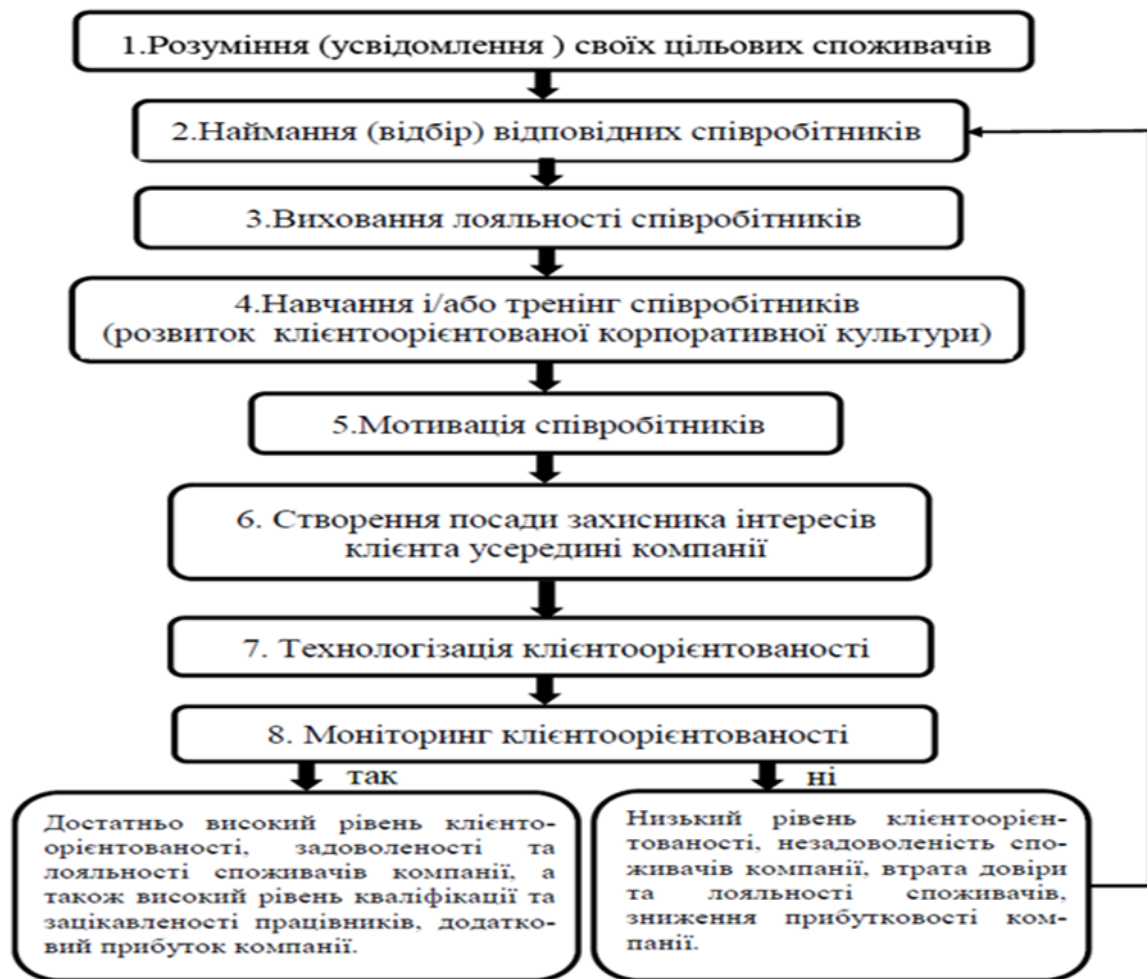 1.Розуміння (усвідомлення ) своїх цільових споживачів
2.Наймання (відбір) відповідних співробітників
3.Виховання лояльності співробітників
4.Навчання і/або тренінг співробітників
(розвиток клієнтоорієнтованої корпоративної культури)
5.Мотивація співробітників
6. Створення посади захисника інтересів
клієнта усередині компанії
7. Технологізація клієнтоорієнтованості
8. Моніторинг клієнтоорієнтованості
так
ні
Достатньо високий рівень клієнто-
орієнтованості, задоволеності та
лояльності споживачів компанії, а
також високий рівень кваліфікації та
зацікавленості працівників, додатко-
вий прибуток компанії.
Низький рівень клієнтоорієн-
тованості, незадоволеність спо-
живачів компанії, втрата довіри
та лояльності споживачів,
зниження прибутковості ком-
панії.